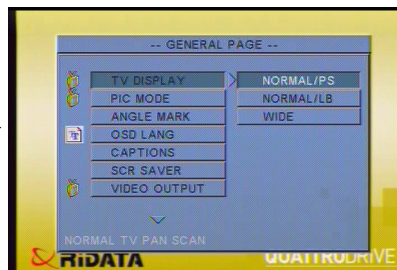 -- GENERAL PAGE --
TV DISPLAY
NORMAL/PS
PIC MODE
NORMAL/LB
ANGLE MARK
WIDE
OSD LANG
CAPTIONS
SCR SAVER
VIDEO OUTPUT
NORMAL TV PAN SCAN
RiDATA
QUATTRODRIVE